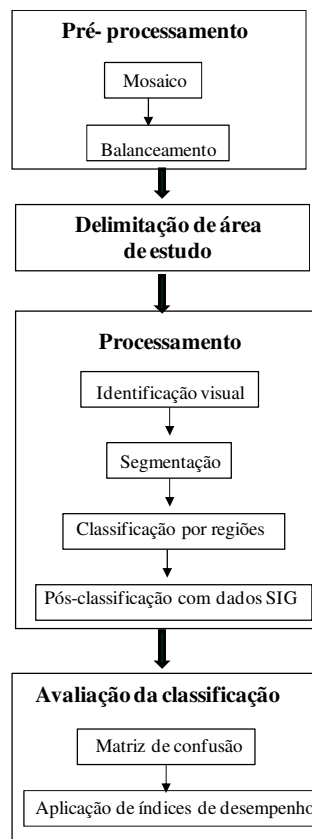 Pré- processamento
Mosaico
Balanceamento
Delimitação de área
de estudo
Processamento
Identificação visual
Segmentação
Classificação por regiões
Pós-classificação com dados SIG
Avaliação da classificação
Matriz de confusão
Aplicação de índices de desempenho